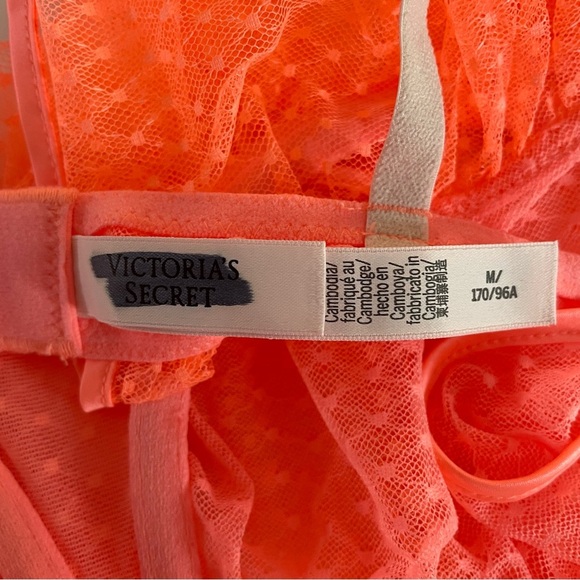 VICTORIA'S
SECRET
Cambodia/
fabriqué au
Cambodge/
hecho en
Camboya/
fabbricato in
Cambogia/
柬埔寨制造
M/
170/96A